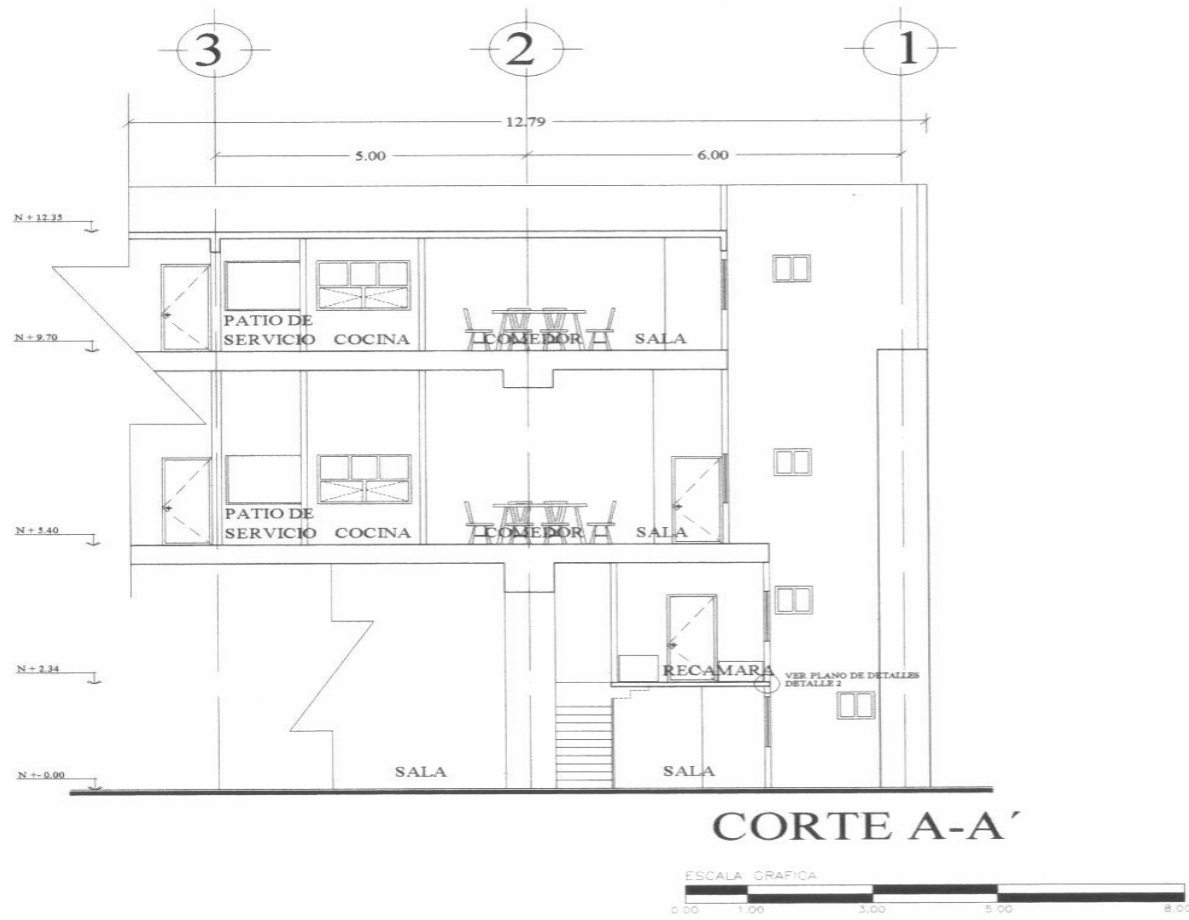 3
2
1
12.79
5.00
6.00
N + 12.35
PATIO DE
SERVICIO
COCINA
COMEDOR
SALA
N + 9.70
PATIO DE
SERVICIO
COCINA
COMEDOR
SALA
N + 5.40
RECAMARA
VER PLANO DE DETALLES
DETALLE 2
N + 2.34
SALA
SALA
N +- 0.00
CORTE A-A´
ESCALA GRAFICA
0.00 1.00 3.00 5.00 8.00